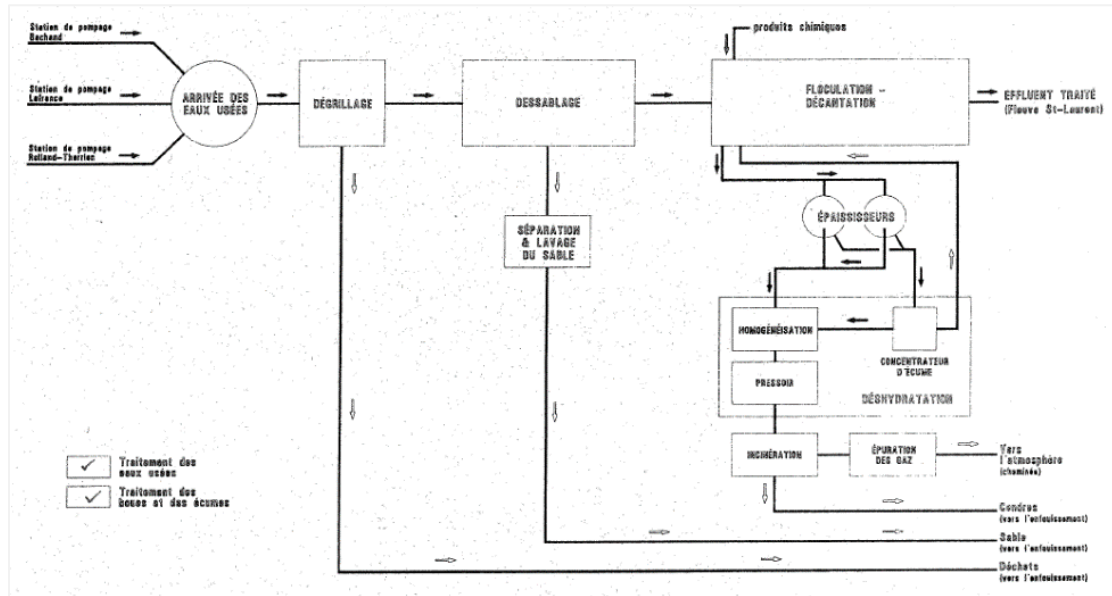 Station de pompage
Bachand
Station de pompage
Lafrance
Station de pompage
Rolland-Therrien
ARRIVÉE DES
EAUX USÉES
DÉGRILLAGE
DESSABLAGE
produits chimiques
FLOCULATION -
DÉCANTATION
EFFLUENT TRAITÉ
(Fleuve St-Laurent)
SÉPARATION
& LAVAGE
DU SABLE
ÉPAISSISSEURS
HOMOGÉNÉISATION
CONCENTRATEUR
D'ÉCUME
PRESSOIR
DÉSHYDRATATION
INCINÉRATION
ÉPURATION
DES GAZ
Vers
l'atmosphère
(cheminée)
Traitement des
eaux usées
Traitement des
boues et des écumes
Cendres
(vers l'enfouissement)
Sable
(vers l'enfouissement)
Déchets
(vers l'enfouissement)